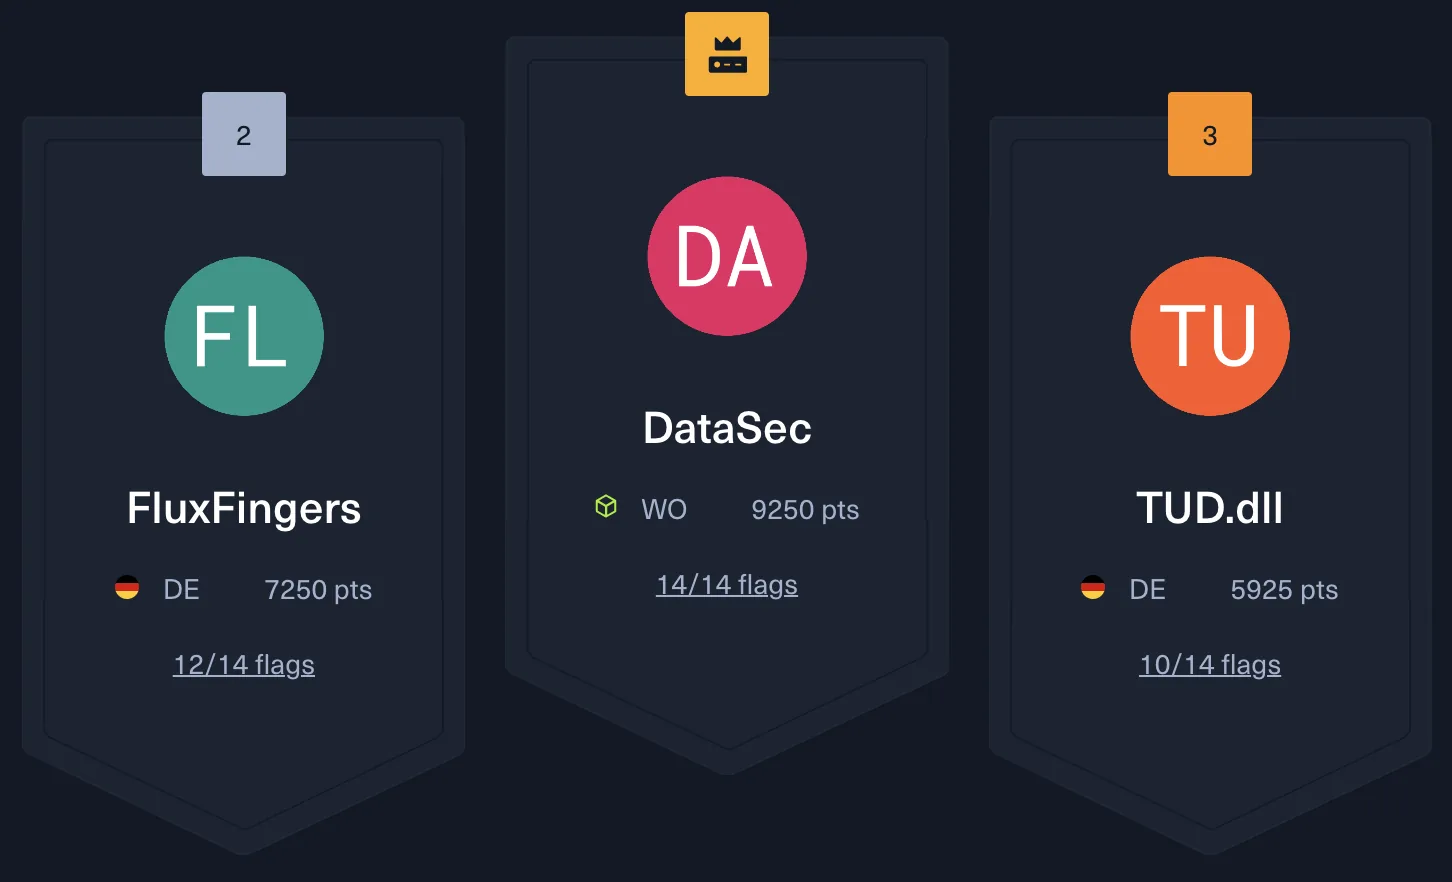 2
FL
FluxFingers
DE 7250 pts
12/14 flags
DA
DataSec
WO 9250 pts
14/14 flags
3
TU
TUD.dll
DE 5925 pts
10/14 flags